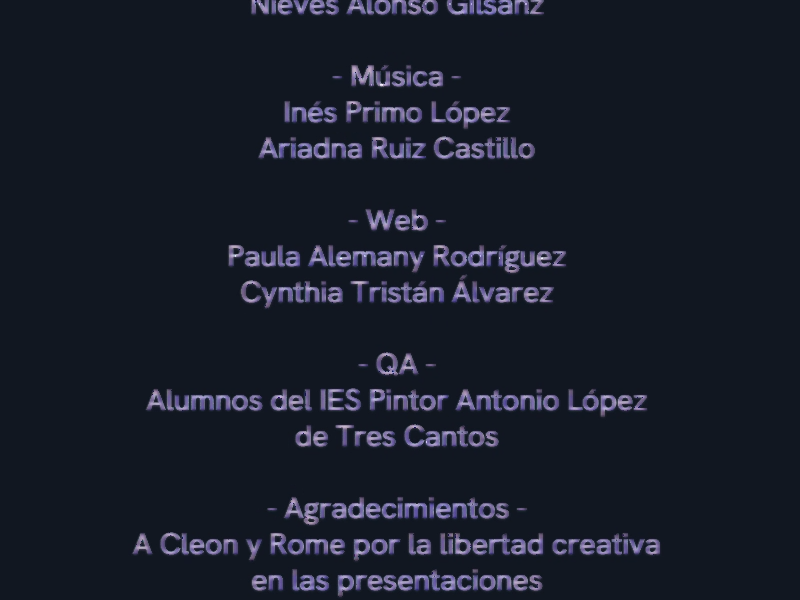 Nieves Alonso Gilsanz
- Música -
Inés Primo López
Ariadna Ruiz Castillo
- Web -
Paula Alemany Rodríguez
Cynthia Tristán Álvarez
- QA -
Alumnos del IES Pintor Antonio López
de Tres Cantos
- Agradecimientos -
A Cleon y Rome por la libertad creativa
en las presentaciones